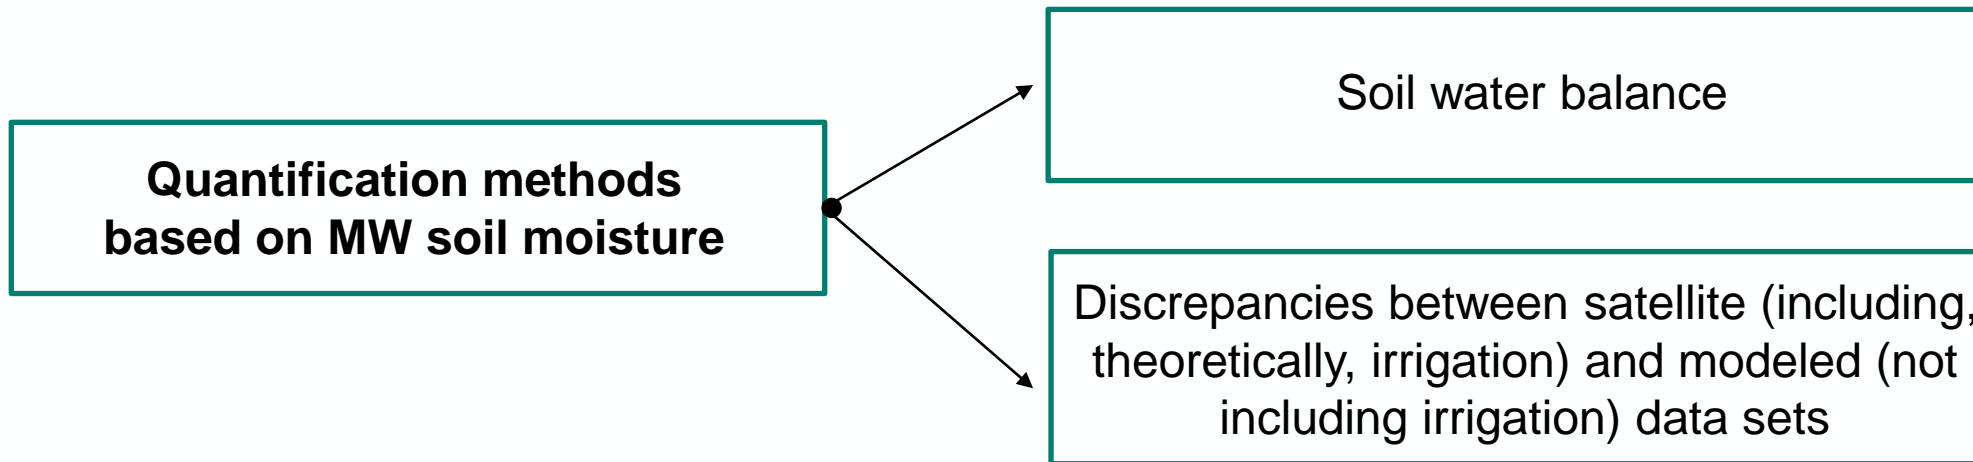 Quantification methods
based on MW soil moisture
Soil water balance
Discrepancies between satellite (including,
theoretically, irrigation) and modeled (not
including irrigation) data sets